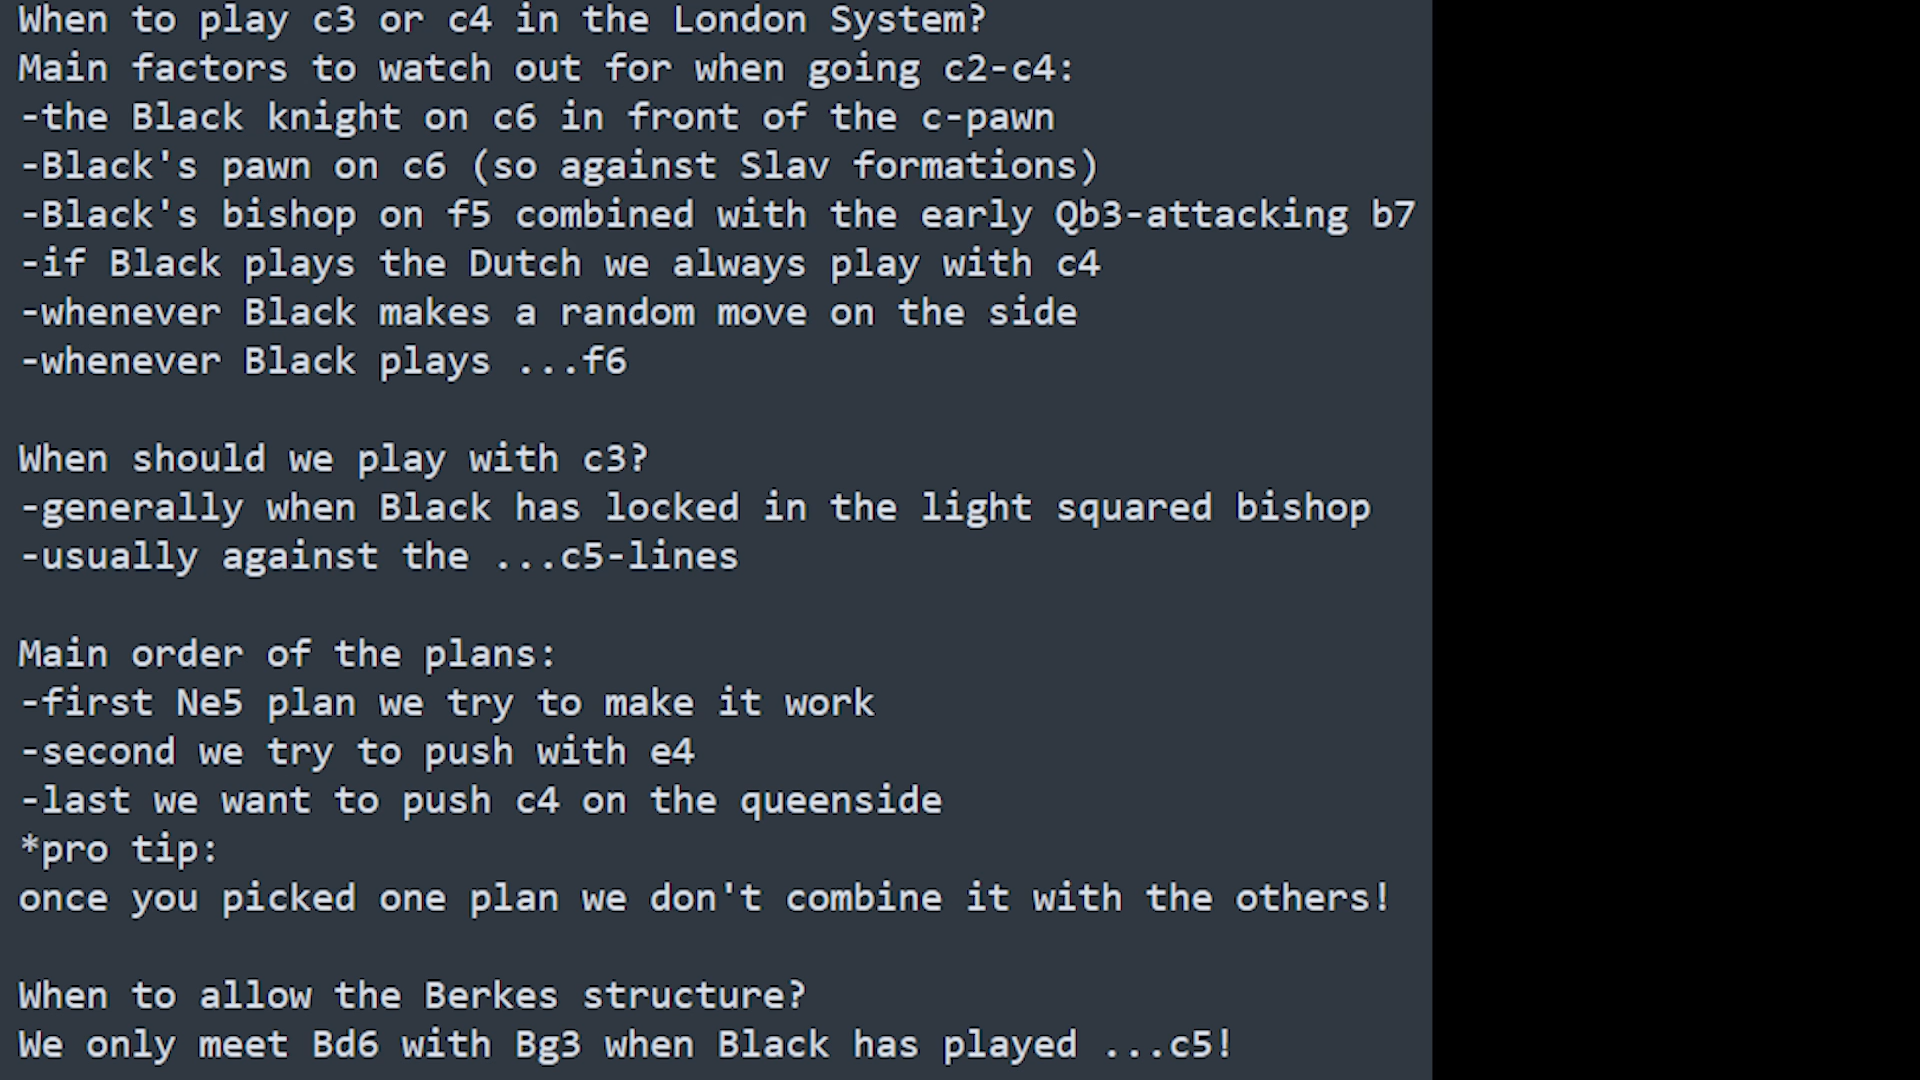 When to play c3 or c4 in the London System?
Main factors to watch out for when going c2-c4:
-the Black knight on c6 in front of the c-pawn
-Black's pawn on c6 (so against Slav formations)
-Black's bishop on f5 combined with the early Qb3-attacking b7
-if Black plays the Dutch we always play with c4
-whenever Black makes a random move on the side
-whenever Black plays ...f6
When should we play with c3?
-generally when Black has locked in the light squared bishop
-usually against the ...c5-lines
Main order of the plans:
-first Ne5 plan we try to make it work
-second we try to push with e4
-last we want to push c4 on the queenside
*pro tip:
once you picked one plan we don't combine it with the others!
When to allow the Berkes structure?
We only meet Bd6 with Bg3 when Black has played ...c5!